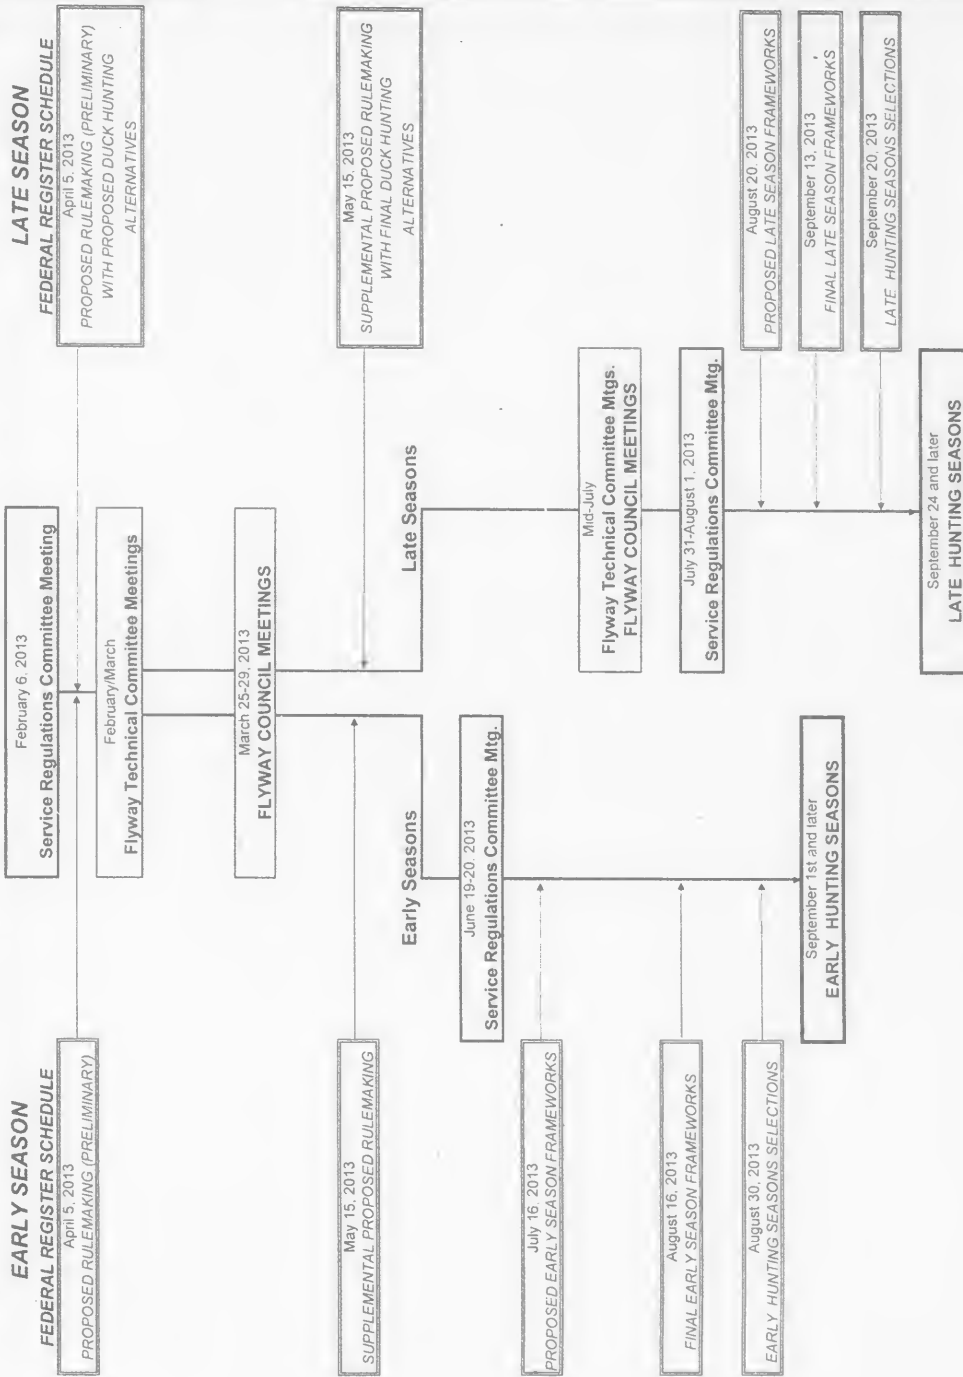 EARLY SEASON
FEDERAL REGISTER SCHEDULE
April 5, 2013
PROPOSED RULEMAKING (PRELIMINARY)
May 15, 2013
SUPPLEMENTAL PROPOSED RULEMAKING
July 16, 2013
PROPOSED EARLY SEASON FRAMEWORKS
August 16, 2013
FINAL EARLY SEASON FRAMEWORKS
August 30, 2013
EARLY HUNTING SEASONS SELECTIONS
February 6, 2013
Service Regulations Committee Meeting
February/March
Flyway Technical Committee Meetings
March 25-29, 2013
FLYWAY COUNCIL MEETINGS
Early Seasons
June 19-20. 2013
Service Regulations Committee Mtg.
September 1st and later
EARLY HUNTING SEASONS
Late Seasons
Mid-July
Flyway Technical Committee Mtgs.
FLYWAY COUNCIL MEETINGS
July 31-August 1, 2013
Service Regulations Committee Mtg.
September 24 and later
LATE HUNTING SEASONS
LATE SEASON
FEDERAL REGISTER SCHEDULE
April 5, 2013
PROPOSED RULEMAKING (PRELIMINARY)
WITH PROPOSED DUCK HUNTING
ALTERNATIVES
May 15, 2013
SUPPLEMENTAL PROPOSED RULEMAKING
WITH FINAL DUCK HUNTING
ALTERNATIVES
August 20. 2013
PROPOSED LATE SEASON FRAMEWORKS
September 13, 2013
FINAL LATE SEASON FRAMEWORKS
September 20, 2013
LATE HUNTING SEASONS SELECTIONS